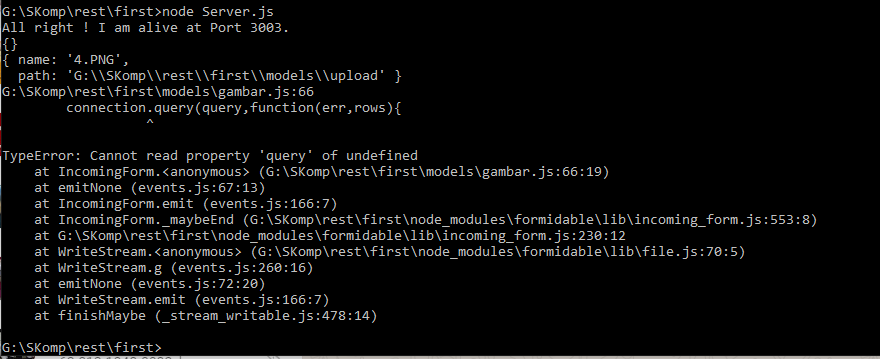 G:\SKomp\rest\first>node Server.js
All right ! I am alive at Port 3003.
{}
{ name: '4.PNG',
  path: 'G:\\SKomp\\rest\\first\\models\\upload' }
G:\SKomp\rest\first\models\gambar.js:66
        connection.query(query,function(err,rows){
                  ^
TypeError: Cannot read property 'query' of undefined
    at IncomingForm.<anonymous> (G:\SKomp\rest\first\models\gambar.js:66:19)
    at emitNone (events.js:67:13)
    at IncomingForm.emit (events.js:166:7)
    at IncomingForm._maybeEnd (G:\SKomp\rest\first\node_modules\formidable\lib\incoming_form.js:553:8)
    at G:\SKomp\rest\first\node_modules\formidable\lib\incoming_form.js:230:12
    at WriteStream.<anonymous> (G:\SKomp\rest\first\node_modules\formidable\lib\file.js:70:5)
    at WriteStream.g (events.js:260:16)
    at emitNone (events.js:72:20)
    at WriteStream.emit (events.js:166:7)
    at finishMaybe (_stream_writable.js:478:14)
G:\SKomp\rest\first>